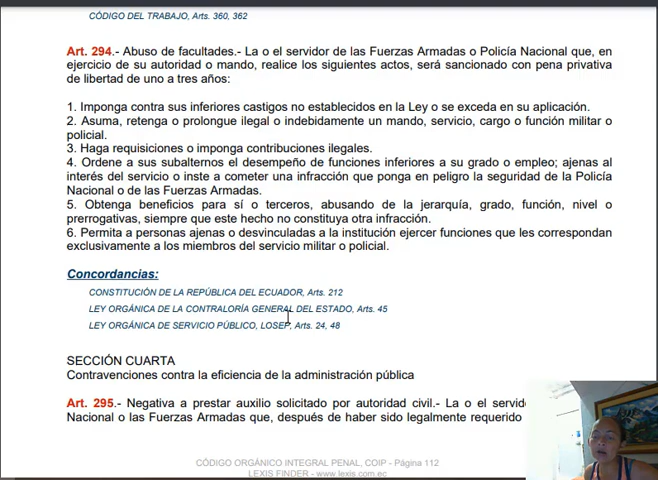 CÓDIGO DEL TRABAJO, Arts. 360, 362
Art. 294.- Abuso de facultades.- La o el servidor de las Fuerzas Armadas o Policía Nacional que, en
ejercicio de su autoridad o mando, realice los siguientes actos, será sancionado con pena privativa
de libertad de uno a tres años:
1. Imponga contra sus inferiores castigos no establecidos en la Ley o se exceda en su aplicación.
2. Asuma, retenga o prolongue ilegal o indebidamente un mando, servicio, cargo o función militar o
policial.
3. Haga requisiciones o imponga contribuciones ilegales.
4. Ordene a sus subalternos el desempeño de funciones inferiores a su grado o empleo; ajenas al
interés del servicio o inste a cometer una infracción que ponga en peligro la seguridad de la Policía
Nacional o de las Fuerzas Armadas.
5. Obtenga beneficios para sí o terceros, abusando de la jerarquía, grado, función, nivel o
prerrogativas, siempre que este hecho no constituya otra infracción.
6. Permita a personas ajenas o desvinculadas a la institución ejercer funciones que les correspondan
exclusivamente a los miembros del servicio militar o policial.
Concordancias:
CONSTITUCIÓN DE LA REPÚBLICA DEL ECUADOR, Arts. 212
LEY ORGÁNICA DE LA CONTRALORÍA GENERAL DEL ESTADO, Arts. 45
LEY ORGÁNICA DE SERVICIO PÚBLICO, LOSEP, Arts. 24, 48
SECCIÓN CUARTA
Contravenciones contra la eficiencia de la administración pública
Art. 295.- Negativa a prestar auxilio solicitado por autoridad civil.- La o el servido
Nacional o las Fuerzas Armadas que, después de haber sido legalmente requerido
CÓDIGO ORGÁNICO INTEGRAL PENAL, COIP - Página 112
LEXIS FINDER - www.lexis.com.ec